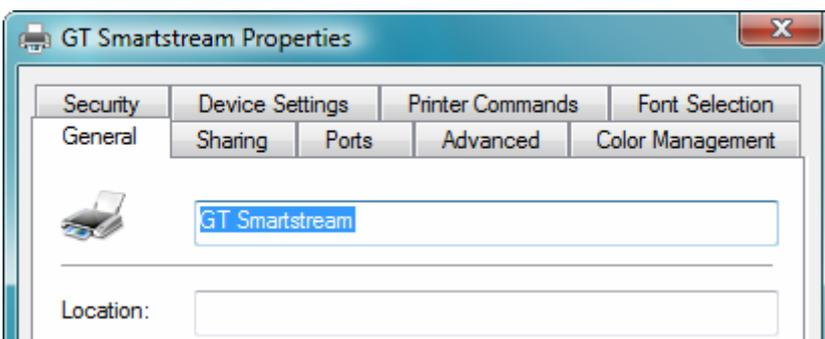 GT Smartstream Properties
Security Device Settings Printer Commands Font Selection
General Sharing Ports Advanced Color Management
GT Smartstream
Location: